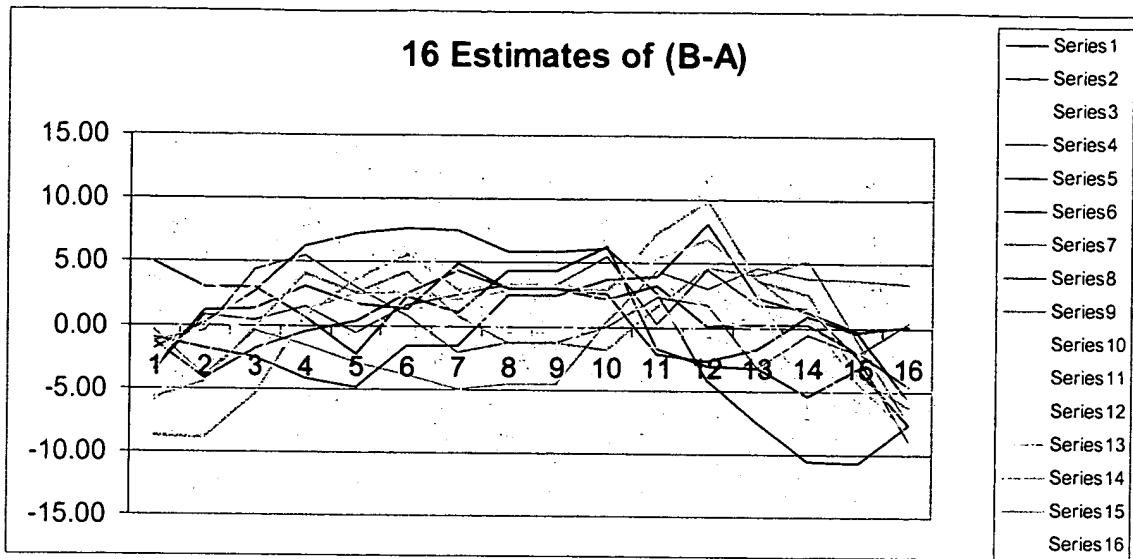 16 Estimates of (B-A)
15.00
10.00
5.00
0.00
-5.00
-10.00
-15.00
1 2 3 4 5 6 7 8 9 10 11 12 13 14 15 16
Series1
Series2
Series3
Series4
Series5
Series6
Series7
Series8
Series9
Series10
Series11
Series12
Series13
Series14
Series15
Series16